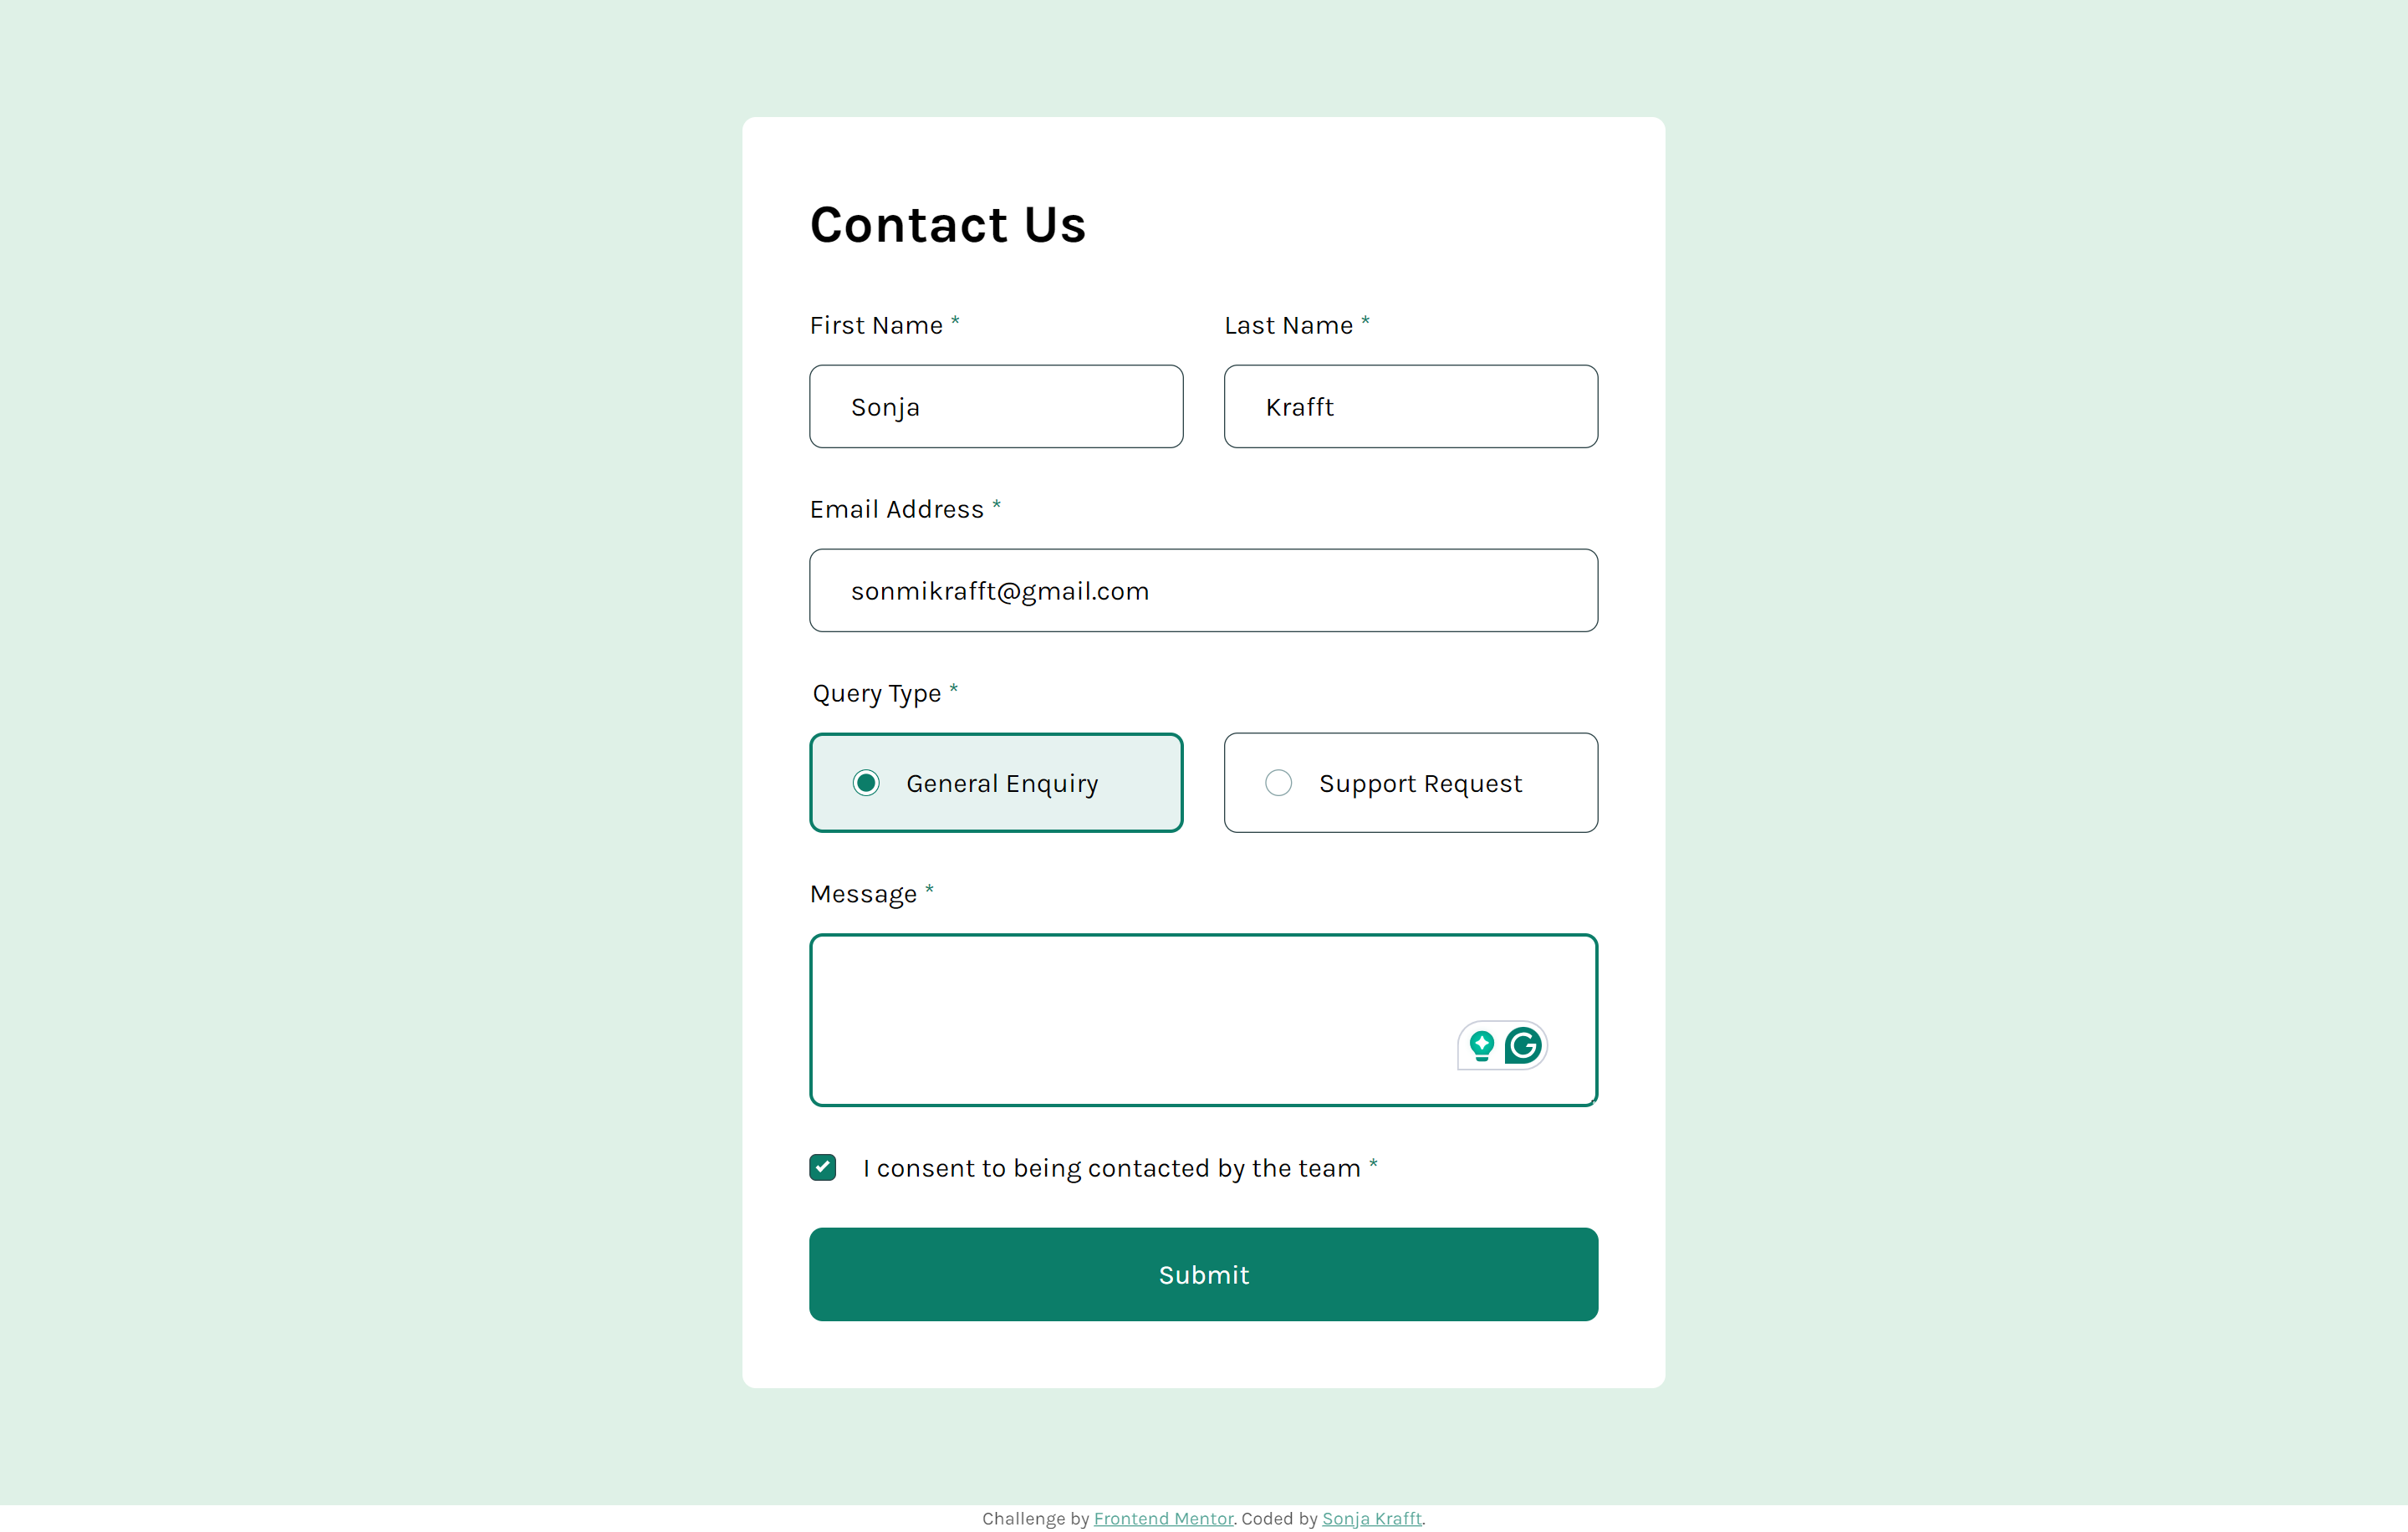 Contact Us
First Name * Last Name *
Sonja Krafft
Email Address *
sonmikrafft@gmail.com
Query Type *
General Enquiry Support Request
Message *
I consent to being contacted by the team *
Submit
Challenge by Frontend Mentor. Coded by Sonja Krafft.